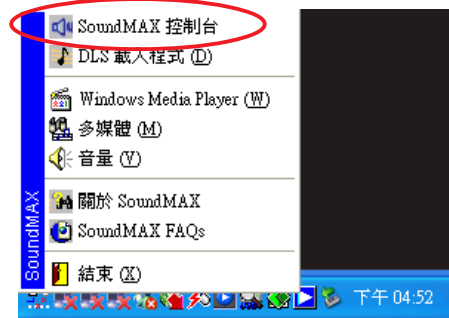 SoundMAX 控制台
DLS 載入程式 (D)
Windows Media Player (W)
多媒體 (M)
音量 (V)
關於 SoundMAX
SoundMAX FAQs
結束 (X)
SoundMAX
下午 04:52